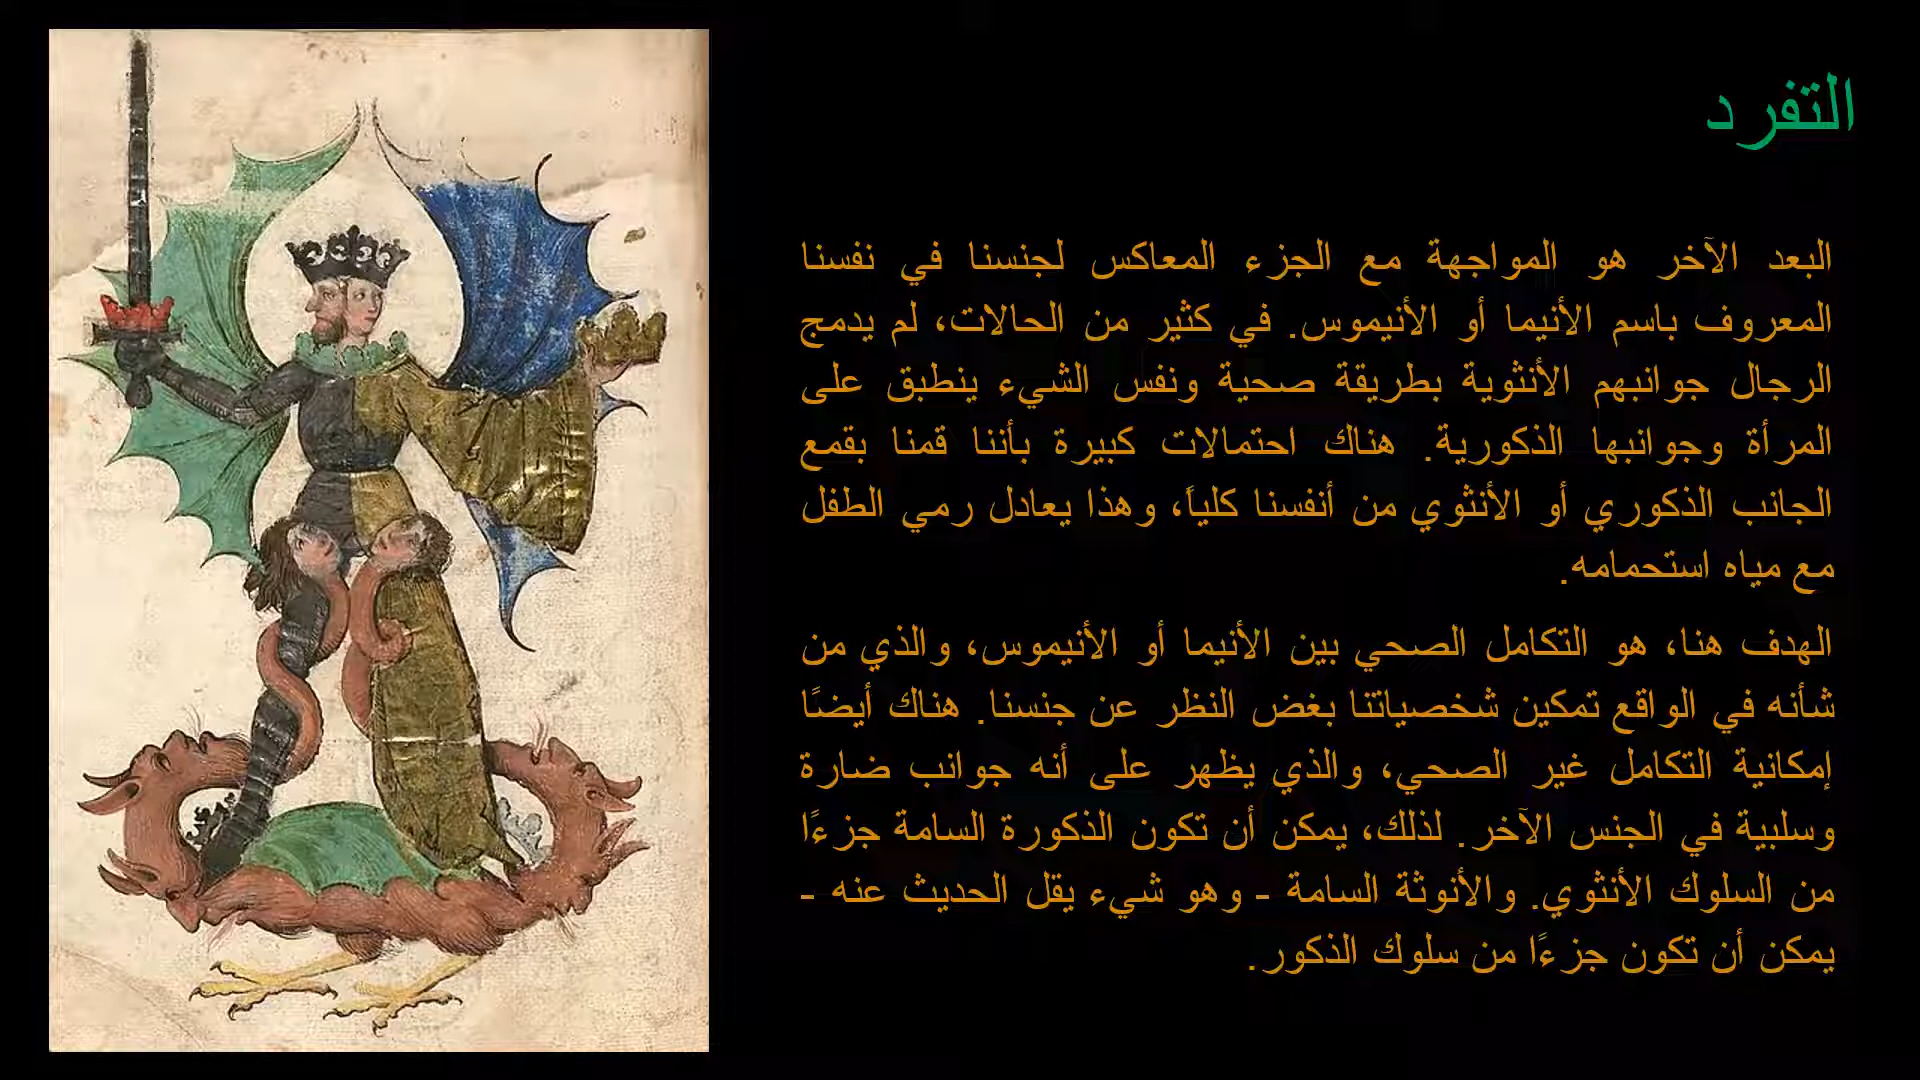 التفرد
البعد الآخر هو المواجهة مع الجزء المعاكس لجنسنا في نفسنا
المعروف باسم الأنيما أو الأنيموس. في كثير من الحالات، لم يدمج
الرجال جوانبهم الأنثوية بطريقة صحية ونفس الشيء ينطبق على
المرأة وجوانبها الذكورية. هناك احتمالات كبيرة بأننا قمنا بقمع
الجانب الذكوري أو الأنثوي من أنفسنا كلياً، وهذا يعادل رمي الطفل
مع مياه استحمامه.
الهدف هنا، هو التكامل الصحي بين الأنيما أو الأنيموس، والذي من
شأنه في الواقع تمكين شخصياتنا بغض النظر عن جنسنا. هناك أيضًا
إمكانية التكامل غير الصحي، والذي يظهر على أنه جوانب ضارة
وسلبية في الجنس الآخر. لذلك، يمكن أن تكون الذكورة السامة جزءًا
من السلوك الأنثوي. والأنوثة السامة - وهو شيء يقل الحديث عنه -
يمكن أن تكون جزءًا من سلوك الذكور.